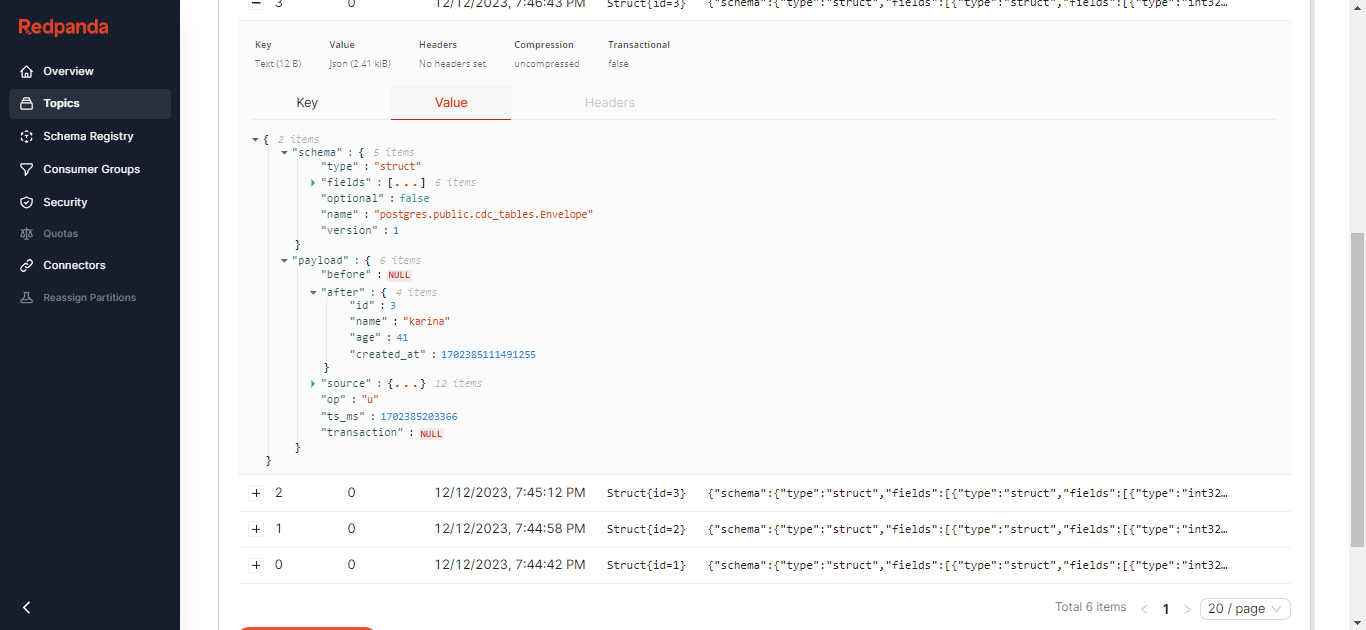 3 0 12/12/2023, 7:46:43 PM Struct{id=3} {"schema":{"type":"struct","fields":[{"type":"struct","fields":[{"type":"int32…
Redpanda
Overview
Topics
Schema Registry
Consumer Groups
Security
Quotas
Connectors
Reassign Partitions
Key Value Headers Compression Transactional
Text (12 B) Json (2.41 kiB) No headers set uncompressed false
Key Value Headers
{ 2 items
"schema" : { 5 items
"type" : "struct"
"fields" : [...] 6 items
"optional" : false
"name" : "postgres.public.cdc_tables.Envelope"
"version" : 1
}
"payload" : { 6 items
"before" : NULL
"after" : { 4 items
"id" : 3
"name" : "karina"
"age" : 41
"created_at" : 1702385111491255
}
"source" : {...} 12 items
"op" : "u"
"ts_ms" : 1702385203366
"transaction" : NULL
}
}
2 0 12/12/2023, 7:45:12 PM Struct{id=3} {"schema":{"type":"struct","fields":[{"type":"struct","fields":[{"type":"int32…
1 0 12/12/2023, 7:44:58 PM Struct{id=2} {"schema":{"type":"struct","fields":[{"type":"struct","fields":[{"type":"int32…
0 0 12/12/2023, 7:44:42 PM Struct{id=1} {"schema":{"type":"struct","fields":[{"type":"struct","fields":[{"type":"int32…
Total 6 items < 1 > 20 / page